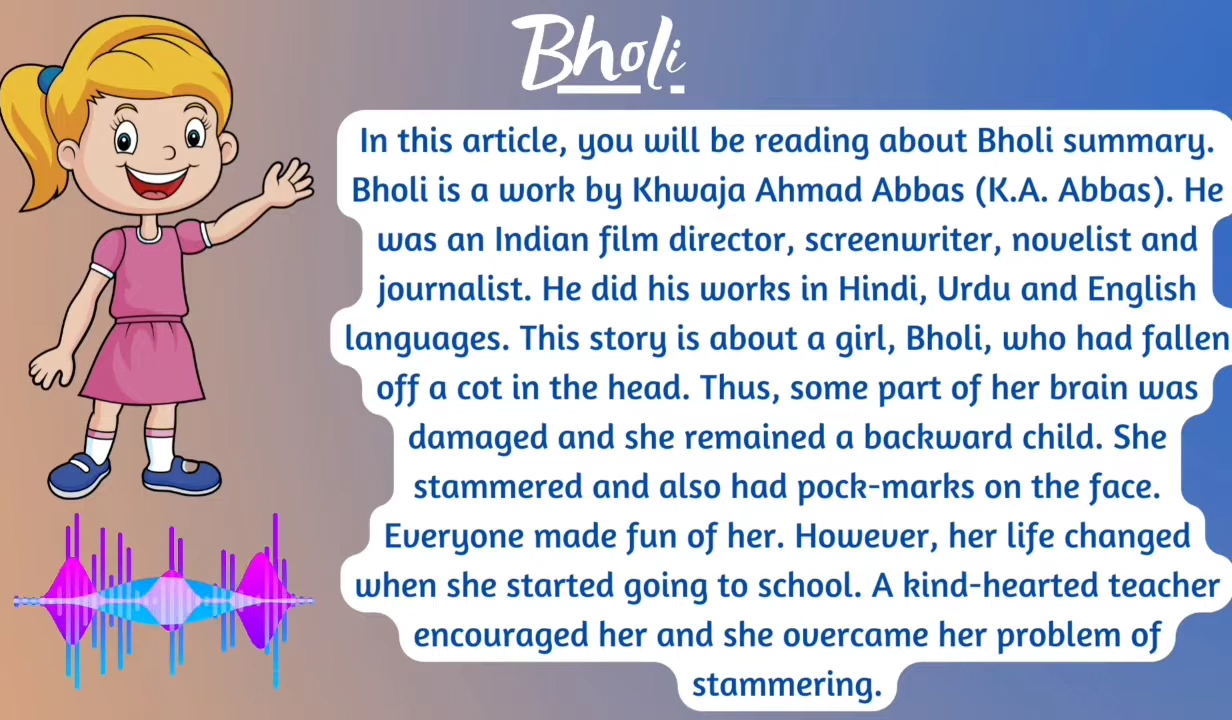 Bholi
In this article, you will be reading about Bholi summary.
Bholi is a work by Khwaja Ahmad Abbas (K.A. Abbas). He
was an Indian film director, screenwriter, novelist and
journalist. He did his works in Hindi, Urdu and English
languages. This story is about a girl, Bholi, who had fallen
off a cot in the head. Thus, some part of her brain was
damaged and she remained a backward child. She
stammered and also had pock-marks on the face.
Everyone made fun of her. However, her life changed
when she started going to school. A kind-hearted teacher
encouraged her and she overcame her problem of
stammering.